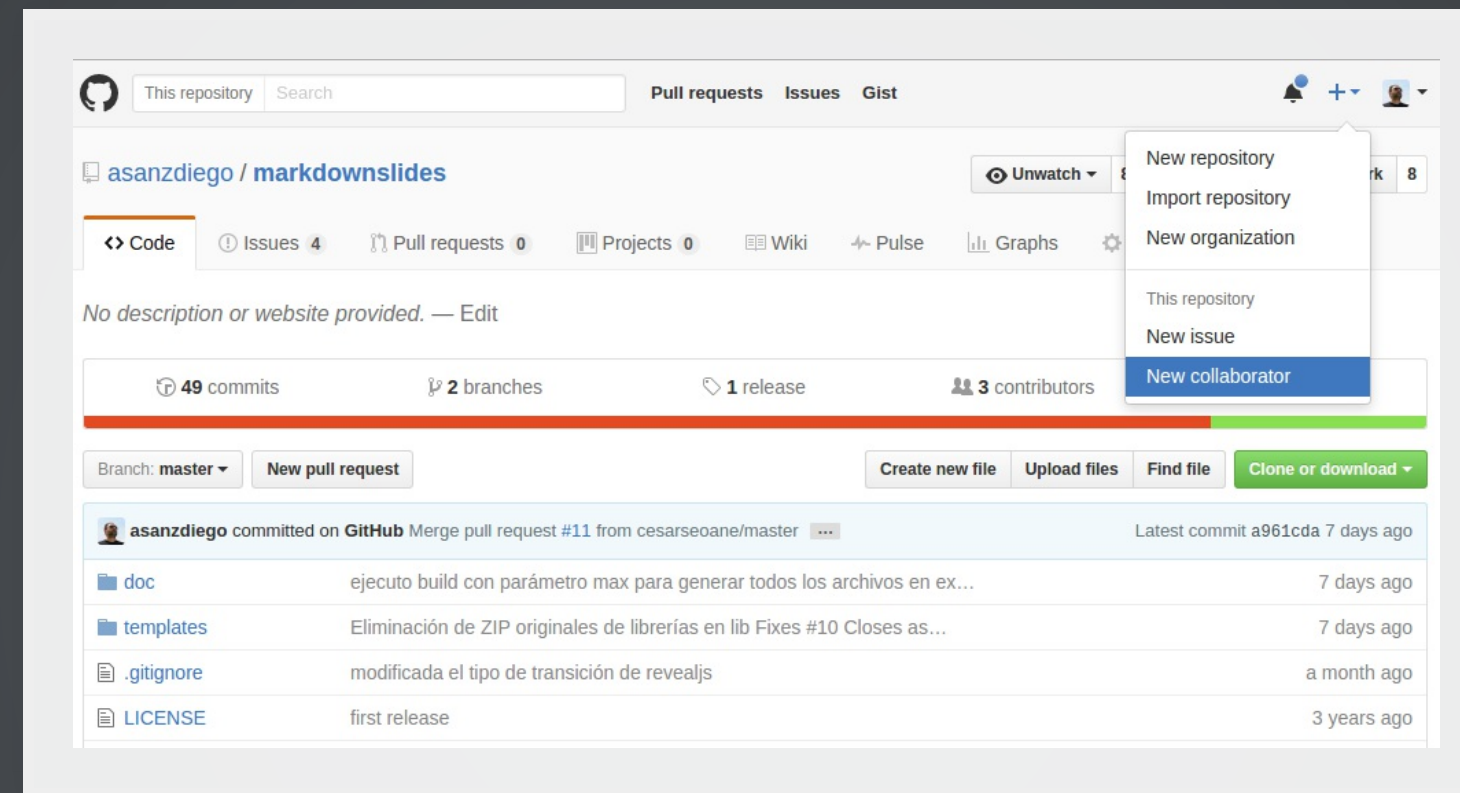 This repository Search Pull requests Issues Gist
asanzdiego / markdownslides Unwatch 8
New repository
Import repository
New organization
This repository
New issue
New collaborator
Code Issues 4 Pull requests 0 Projects 0 Wiki Pulse Graphs
No description or website provided. — Edit
49 commits 2 branches 1 release 3 contributors
Branch: master New pull request Create new file Upload files Find file Clone or download
asanzdiego committed on GitHub Merge pull request #11 from cesarseoane/master ... Latest commit a961cda 7 days ago
doc ejecuto build con parámetro max para generar todos los archivos en ex… 7 days ago
templates Eliminación de ZIP originales de librerías en lib Fixes #10 Closes as… 7 days ago
.gitignore modificada el tipo de transición de revealjs a month ago
LICENSE first release 3 years ago